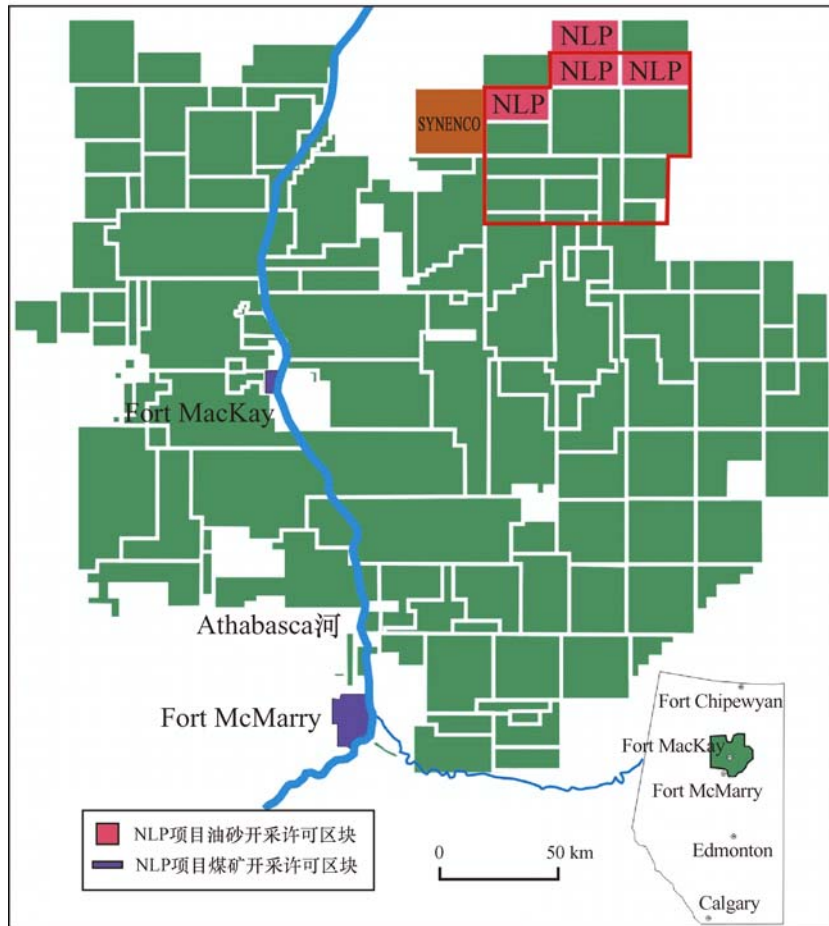 NLP
NLP NLP
NLP
SYNENCO
Fort MacKay
Athabasca河
Fort McMarry
Fort Chipewyan
Fort MacKay
Fort McMarry
Edmonton
Calgary
NLP项目油砂开采许可区块
NLP项目煤矿开采许可区块
0 50 km